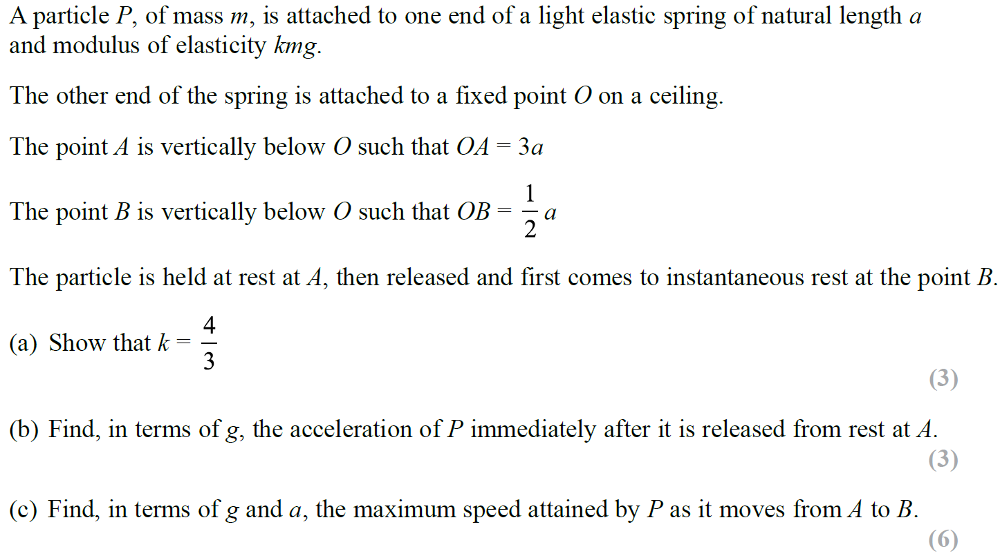 A particle P, of mass m, is attached to one end of a light elastic spring of natural length a
and modulus of elasticity kmg.
The other end of the spring is attached to a fixed point O on a ceiling.
The point A is vertically below O such that OA = 3a
The point B is vertically below O such that OB = 1/2 a
The particle is held at rest at A, then released and first comes to instantaneous rest at the point B.
(a) Show that k = 4/3
(3)
(b) Find, in terms of g, the acceleration of P immediately after it is released from rest at A.
(3)
(c) Find, in terms of g and a, the maximum speed attained by P as it moves from A to B.
(6)